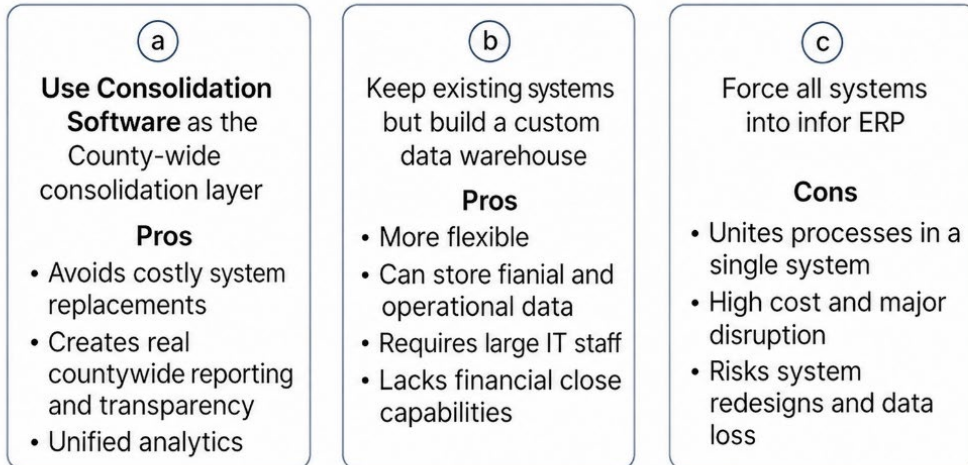 a
Use Consolidation
Software as the
County-wide
consolidation layer
Pros
• Avoids costly system
replacements
• Creates real
countywide reporting
and transparency
• Unified analytics
b
Keep existing systems
but build a custom
data warehouse
Pros
• More flexible
• Can store fianial and
operational data
• Requires large IT staff
• Lacks financial close
capabilities
c
Force all systems
into infor ERP
Cons
• Unites processes in a
single system
• High cost and major
disruption
• Risks system
redesigns and data
loss